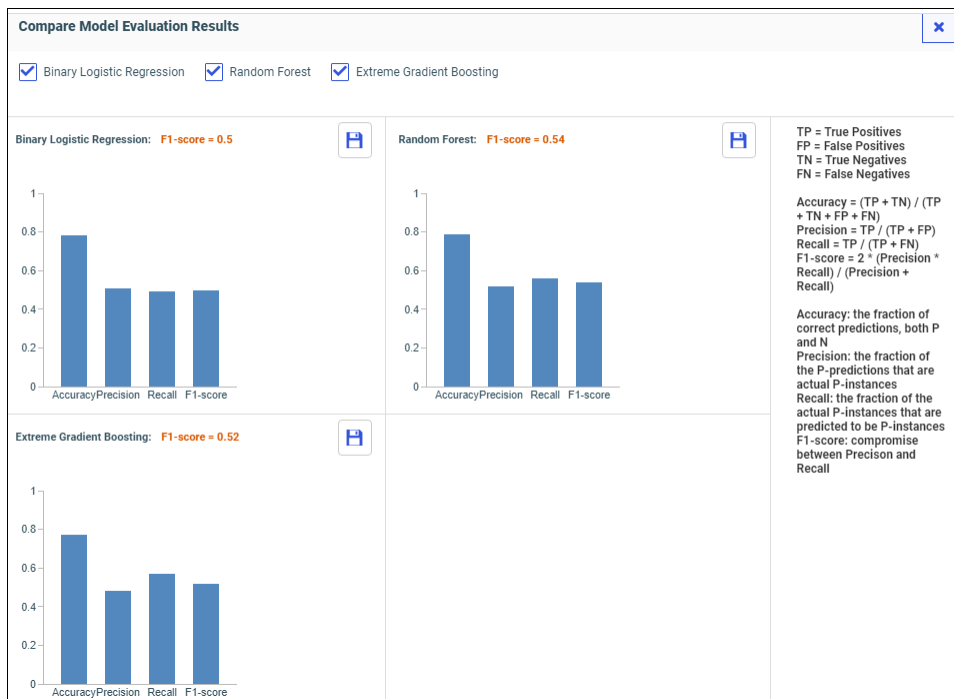 Compare Model Evaluation Results
Binary Logistic Regression
Random Forest
Extreme Gradient Boosting
Binary Logistic Regression: F1-score = 0.5
1
0.8
0.6
0.4
0.2
0
Accuracy Precision Recall F1-score
Random Forest: F1-score = 0.54
1
0.8
0.6
0.4
0.2
0
Accuracy Precision Recall F1-score
Extreme Gradient Boosting: F1-score = 0.52
1
0.8
0.6
0.4
0.2
0
Accuracy Precision Recall F1-score
TP = True Positives
FP = False Positives
TN = True Negatives
FN = False Negatives
Accuracy = (TP + TN) / (TP
+ TN + FP + FN)
Precision = TP / (TP + FP)
Recall = TP / (TP + FN)
F1-score = 2 * (Precision *
Recall) / (Precision +
Recall)
Accuracy: the fraction of
correct predictions, both P
and N
Precision: the fraction of
the P-predictions that are
actual P-instances
Recall: the fraction of the
actual P-instances that are
predicted to be P-instances
F1-score: compromise
between Precison and
Recall